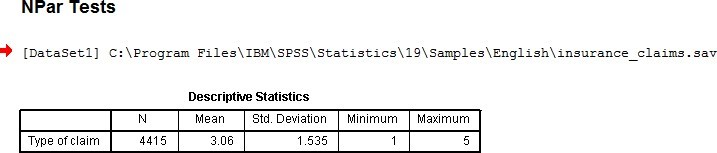 NPar Tests
[DataSet1] C:\Program Files\IBM\SPSS\Statistics\19\Samples\English\insurance_claims.sav
Descriptive Statistics
N Mean Std. Deviation Minimum Maximum
Type of claim 4415 3.06 1.535 1 5